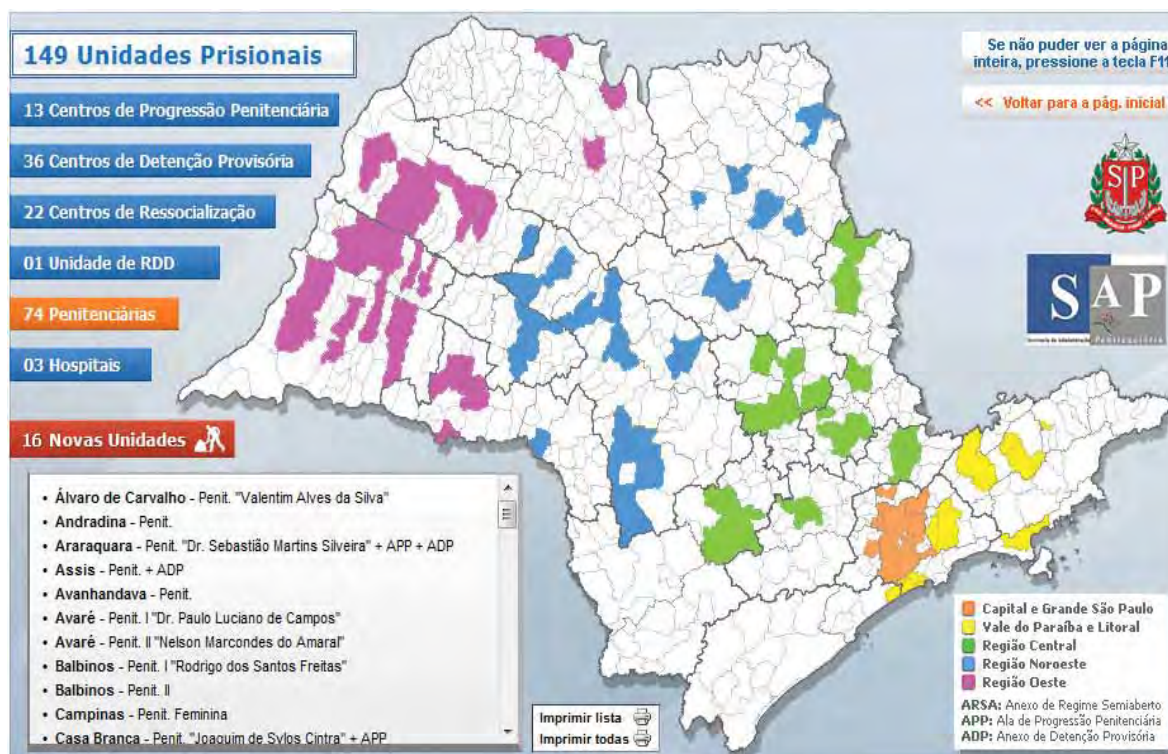 149 Unidades Prisionais
13 Centros de Progressão Penitenciária
36 Centros de Detenção Provisória
22 Centros de Ressocialização
01 Unidade de RDD
74 Penitenciárias
03 Hospitais
16 Novas Unidades
• Álvaro de Carvalho - Penit. "Valentim Alves da Silva"
• Andradina - Penit.
• Araraquara - Penit. "Dr. Sebastião Martins Silveira" + APP + ADP
• Assis - Penit. + ADP
• Avanhandava - Penit.
• Avaré - Penit. I "Dr. Paulo Luciano de Campos"
• Avaré - Penit. II "Nelson Marcondes do Amaral"
• Balbinos - Penit. I "Rodrigo dos Santos Freitas"
• Balbinos - Penit. II
• Campinas - Penit. Feminina
• Casa Branca - Penit. "Joaquim de Sylos Cintra" + APP
Imprimir lista
Imprimir todas
Se não puder ver a página
inteira, pressione a tecla F11
<< Voltar para a pág. inicial
SP
SAP
Secretaria da Administração
Penitenciária
Capital e Grande São Paulo
Vale do Paraíba e Litoral
Região Central
Região Noroeste
Região Oeste
ARSA: Anexo de Regime Semiaberto
APP: Ala de Progressão Penitenciária
ADP: Anexo de Detenção Provisória